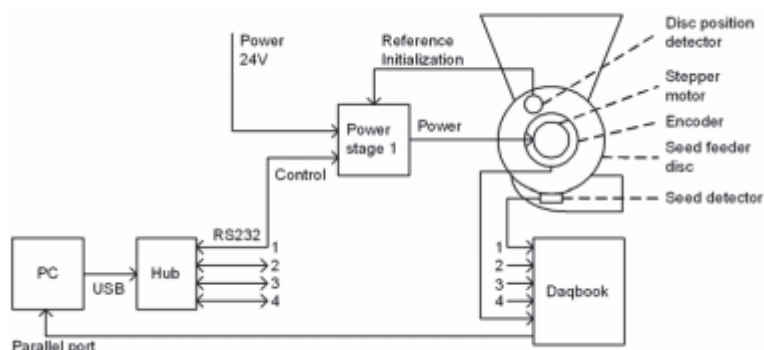 Power
24V
Reference
Initialization
Disc position
detector
Stepper
motor
Encoder
Seed feeder
disc
Seed detector
Power
stage 1
Power
Control
RS232
PC
USB
Hub
1
2
3
4
1
2
3
4
Daqbook
Parallel port